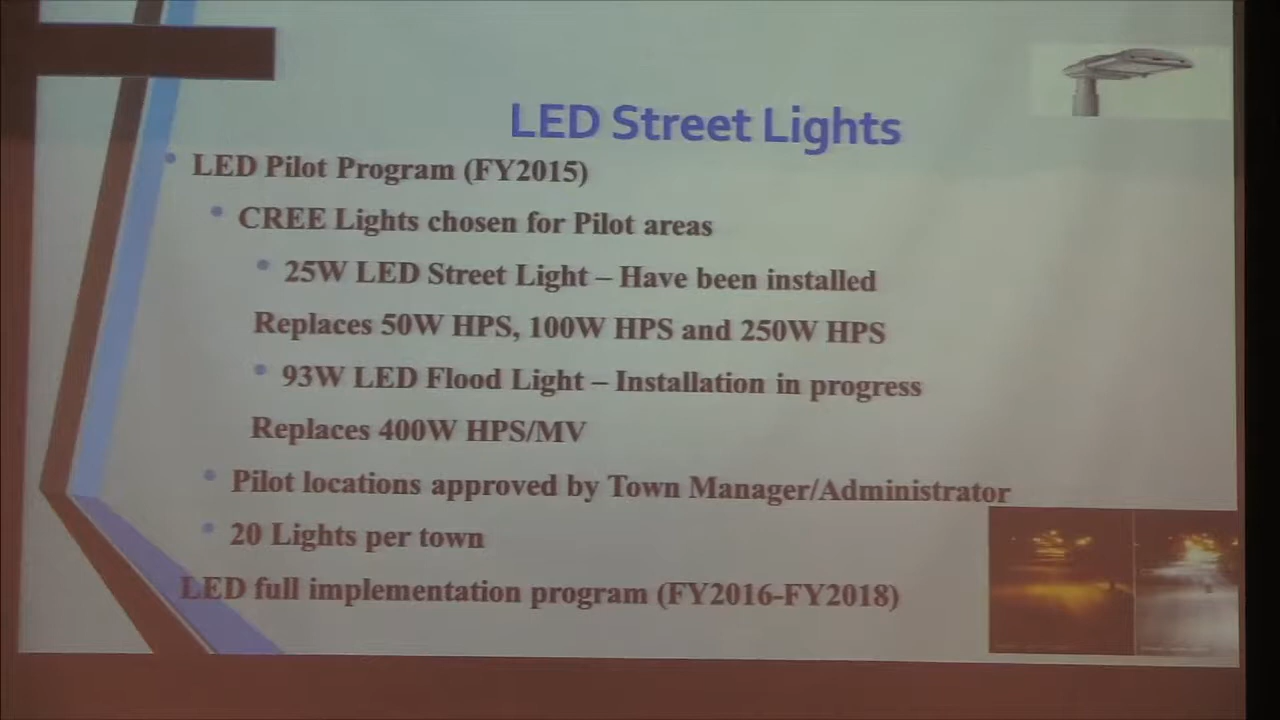 LED Street Lights
• LED Pilot Program (FY2015)
• CREE Lights chosen for Pilot areas
• 25W LED Street Light – Have been installed
Replaces 50W HPS, 100W HPS and 250W HPS
• 93W LED Flood Light – Installation in progress
Replaces 400W HPS/MV
• Pilot locations approved by Town Manager/Administrator
• 20 Lights per town
LED full implementation program (FY2016-FY2018)